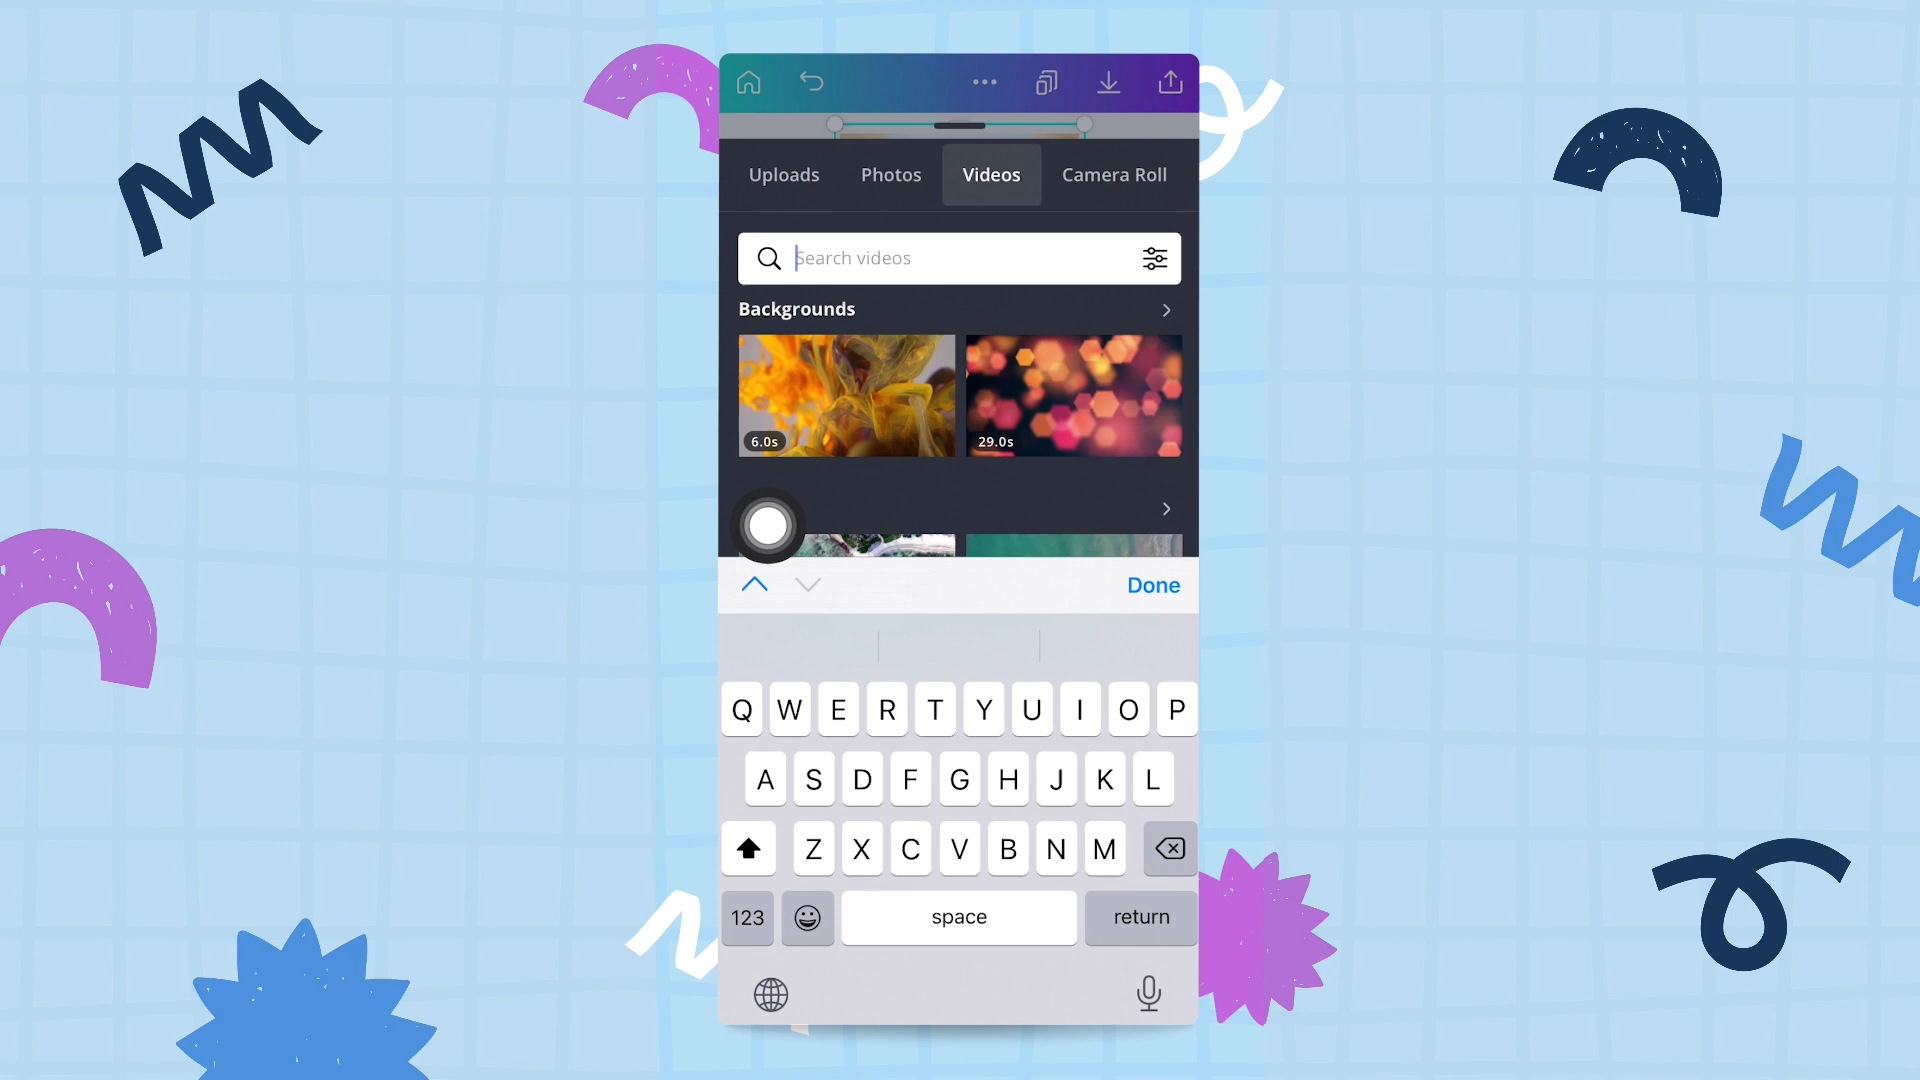 Uploads Photos Videos Camera Roll
Search videos
Backgrounds
6.0s 29.0s
Done
Q W E R T Y U I O P
A S D F G H J K L
Z X C V B N M
123 space return